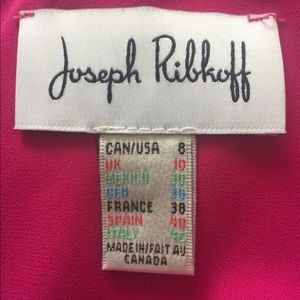 Joseph Ribkoff
CAN/USA 8
UK 10
MEXICO 30
GER 36
FRANCE 38
SPAIN 40
ITALY 42
MADE IN/FAIT AU
CANADA